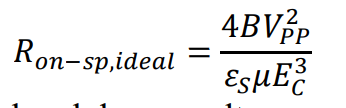 R_{on-sp,ideal} = \frac{4BV_{PP}^2}{\varepsilon_S \mu E_C^3}